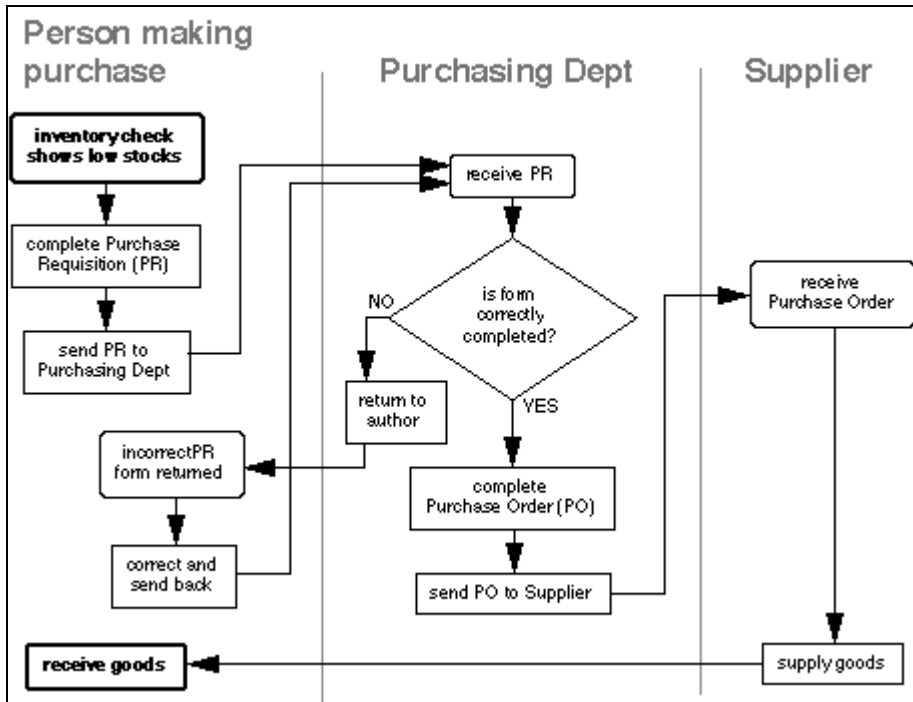 Person making
purchase
Purchasing Dept
Supplier
inventory check
shows low stocks
complete Purchase
Requisition (PR)
send PR to
Purchasing Dept
incorrectPR
form returned
correct and
send back
receive goods
receive PR
is form
correctly
completed?
NO
return to
author
YES
complete
Purchase Order (PO)
send PO to Supplier
receive
Purchase Order
supply goods